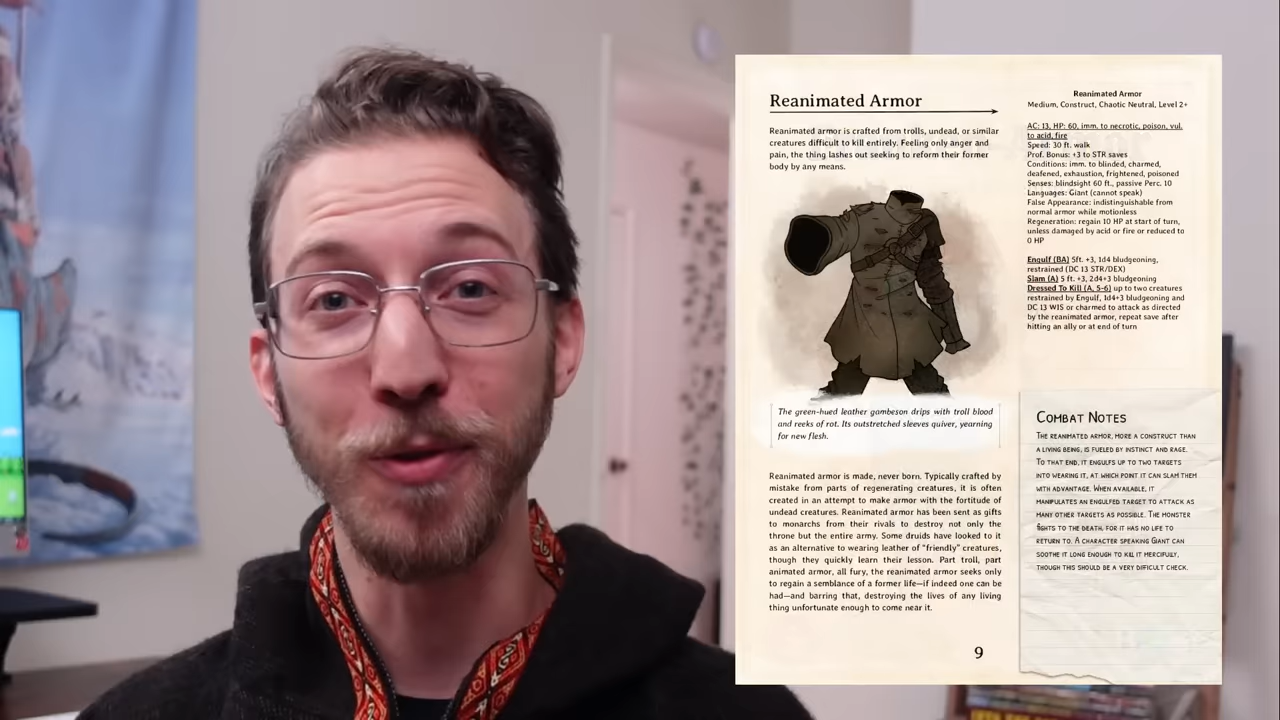 Reanimated Armor
Reanimated armor is crafted from trolls, undead, or similar
creatures difficult to kill entirely. Feeling only anger and
pain, the thing lashes out seeking to reform their former
body by any means.
The green-hued leather gambeson drips with troll blood
and reeks of rot. Its outstretched sleeves quiver, yearning
for new flesh.
Reanimated armor is made, never born. Typically crafted by
mistake from parts of regenerating creatures, it is often
created in an attempt to make armor with the fortitude of
undead creatures. Reanimated armor has been sent as gifts
to monarchs from their rivals to destroy not only the
throne but the entire army. Some druids have looked to it
as an alternative to wearing leather of “friendly” creatures,
though they quickly learn their lesson. Part troll, part
animated armor, all fury, the reanimated armor seeks only
to regain a semblance of a former life—if indeed one can be
had—and barring that, destroying the lives of any living
thing unfortunate enough to come near it.
9
Reanimated Armor
Medium, Construct, Chaotic Neutral, Level 2+
AC: 13, HP: 60, imm. to necrotic, poison, vul.
to acid, fire
Speed: 30 ft. walk
Prof. Bonus: +3 to STR saves
Conditions: imm. to blinded, charmed,
deafened, exhaustion, frightened, poisoned
Senses: blindsight 60 ft., passive Perc. 10
Languages: Giant (cannot speak)
False Appearance: indistinguishable from
normal armor while motionless
Regeneration: regain 10 HP at start of turn,
unless damaged by acid or fire or reduced to
0 HP
Engulf (BA) 5ft. +3, 1d4 bludgeoning,
restrained (DC 13 STR/DEX)
Slam (A) 5 ft. +3, 2d4+3 bludgeoning
Dressed To Kill (A, 5-6) up to two creatures
restrained by Engulf, 1d4+3 bludgeoning and
DC 13 WIS or charmed to attack as directed
by the reanimated armor, repeat save after
hitting an ally or at end of turn
Combat Notes
The reanimated armor, more a construct than
a living being, is fueled by instinct and rage.
To that end, it engulfs up to two targets
into wearing it, at which point it can slam them
with advantage. When available, it
manipulates an engulfed target to attack as
many other targets as possible. The monster
fights to the death, for it has no life to
return to. A character speaking Giant can
soothe it long enough to kill it mercifully,
though this should be a very difficult check.